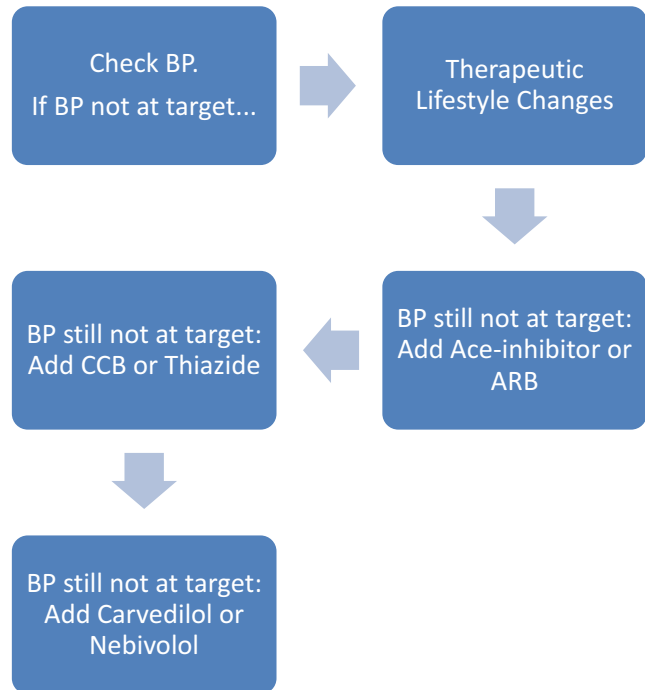 Check BP.
If BP not at target...
Therapeutic
Lifestyle Changes
BP still not at target:
Add Ace-inhibitor or
ARB
BP still not at target:
Add CCB or Thiazide
BP still not at target:
Add Carvedilol or
Nebivolol